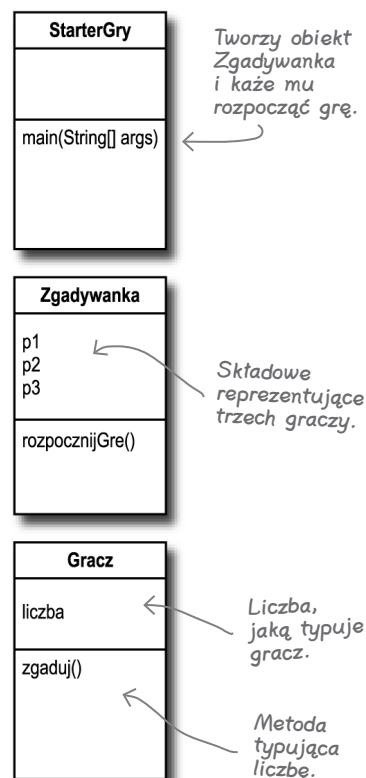 StarterGry
main(String[] args)
Tworzy obiekt
Zgadywanka
i każe mu
rozpocząć grę.
Zgadywanka
p1
p2
p3
rozpocznijGre()
Składowe
reprezentujące
trzech graczy.
Gracz
liczba
zgaduj()
Liczba,
jaką typuje
gracz.
Metoda
typująca
liczbę.